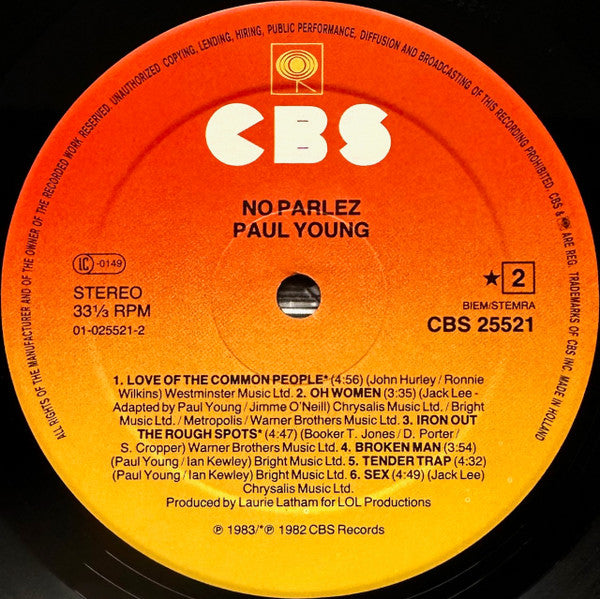 ALL RIGHTS OF THE MANUFACTURER AND OF THE OWNER OF THE RECORDED WORK RESERVED. UNAUTHORIZED COPYING, LENDING, HIRING, PUBLIC PERFORMANCE, DIFFUSION AND BROADCASTING OF THIS RECORDING PROHIBITED. CBS & ARE REG. TRADEMARKS OF CBS INC. MADE IN HOLLAND
CBS
NO PARLEZ
PAUL YOUNG
LC -0149
STEREO
33⅓ RPM
01-025521-2
★ 2
BIEM/STEMRA
CBS 25521
1. LOVE OF THE COMMON PEOPLE* (4:56) (John Hurley / Ronnie
Wilkins) Westminster Music Ltd. 2. OH WOMEN (3:35) (Jack Lee -
Adapted by Paul Young / Jimme O'Neill) Chrysalis Music Ltd. / Bright
Music Ltd. / Metropolis / Warner Brothers Music Ltd. 3. IRON OUT
THE ROUGH SPOTS* (4:47) (Booker T. Jones / D. Porter /
S. Cropper) Warner Brothers Music Ltd. 4. BROKEN MAN (3:54)
(Paul Young / Ian Kewley) Bright Music Ltd. 5. TENDER TRAP (4:32)
(Paul Young / Ian Kewley) Bright Music Ltd. 6. SEX (4:49) (Jack Lee)
Chrysalis Music Ltd.
Produced by Laurie Latham for LOL Productions
℗ 1983/*℗ 1982 CBS Records